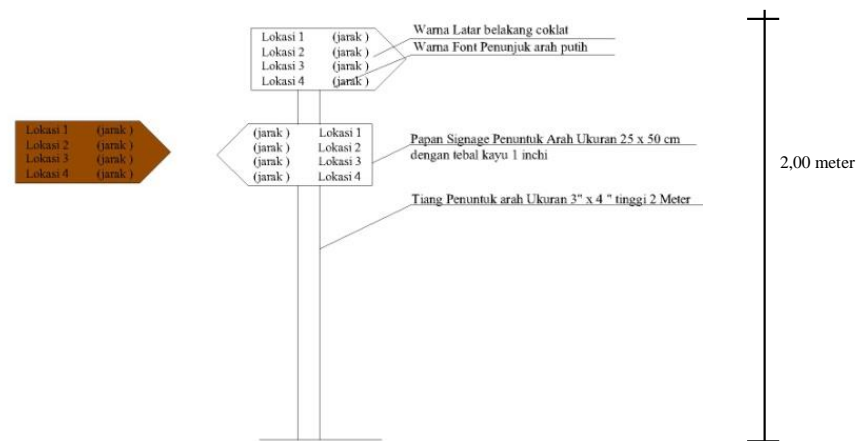 Lokasi 1 (jarak )
Lokasi 2 (jarak )
Lokasi 3 (jarak )
Lokasi 4 (jarak )
Warna Latar belakang coklat
Warna Font Penunjuk arah putih
Lokasi 1 (jarak )
Lokasi 2 (jarak )
Lokasi 3 (jarak )
Lokasi 4 (jarak )
(jarak ) Lokasi 1
(jarak ) Lokasi 2
(jarak ) Lokasi 3
(jarak ) Lokasi 4
Papan Signage Penuntuk Arah Ukuran 25 x 50 cm
dengan tebal kayu 1 inchi
2,00 meter
Tiang Penuntuk arah Ukuran 3" x 4 " tinggi 2 Meter